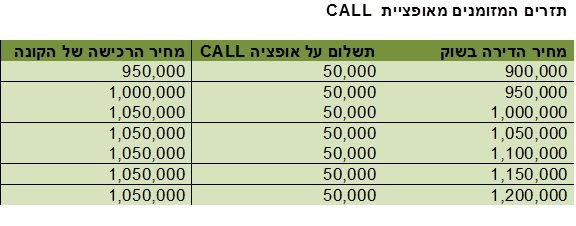 תזרים המזומנים מאופציית CALL
מחיר הדירה בשוק תשלום על אופציה CALL מחיר הרכישה של הקונה
900,000 50,000 950,000
950,000 50,000 1,000,000
1,000,000 50,000 1,050,000
1,050,000 50,000 1,050,000
1,100,000 50,000 1,050,000
1,150,000 50,000 1,050,000
1,200,000 50,000 1,050,000